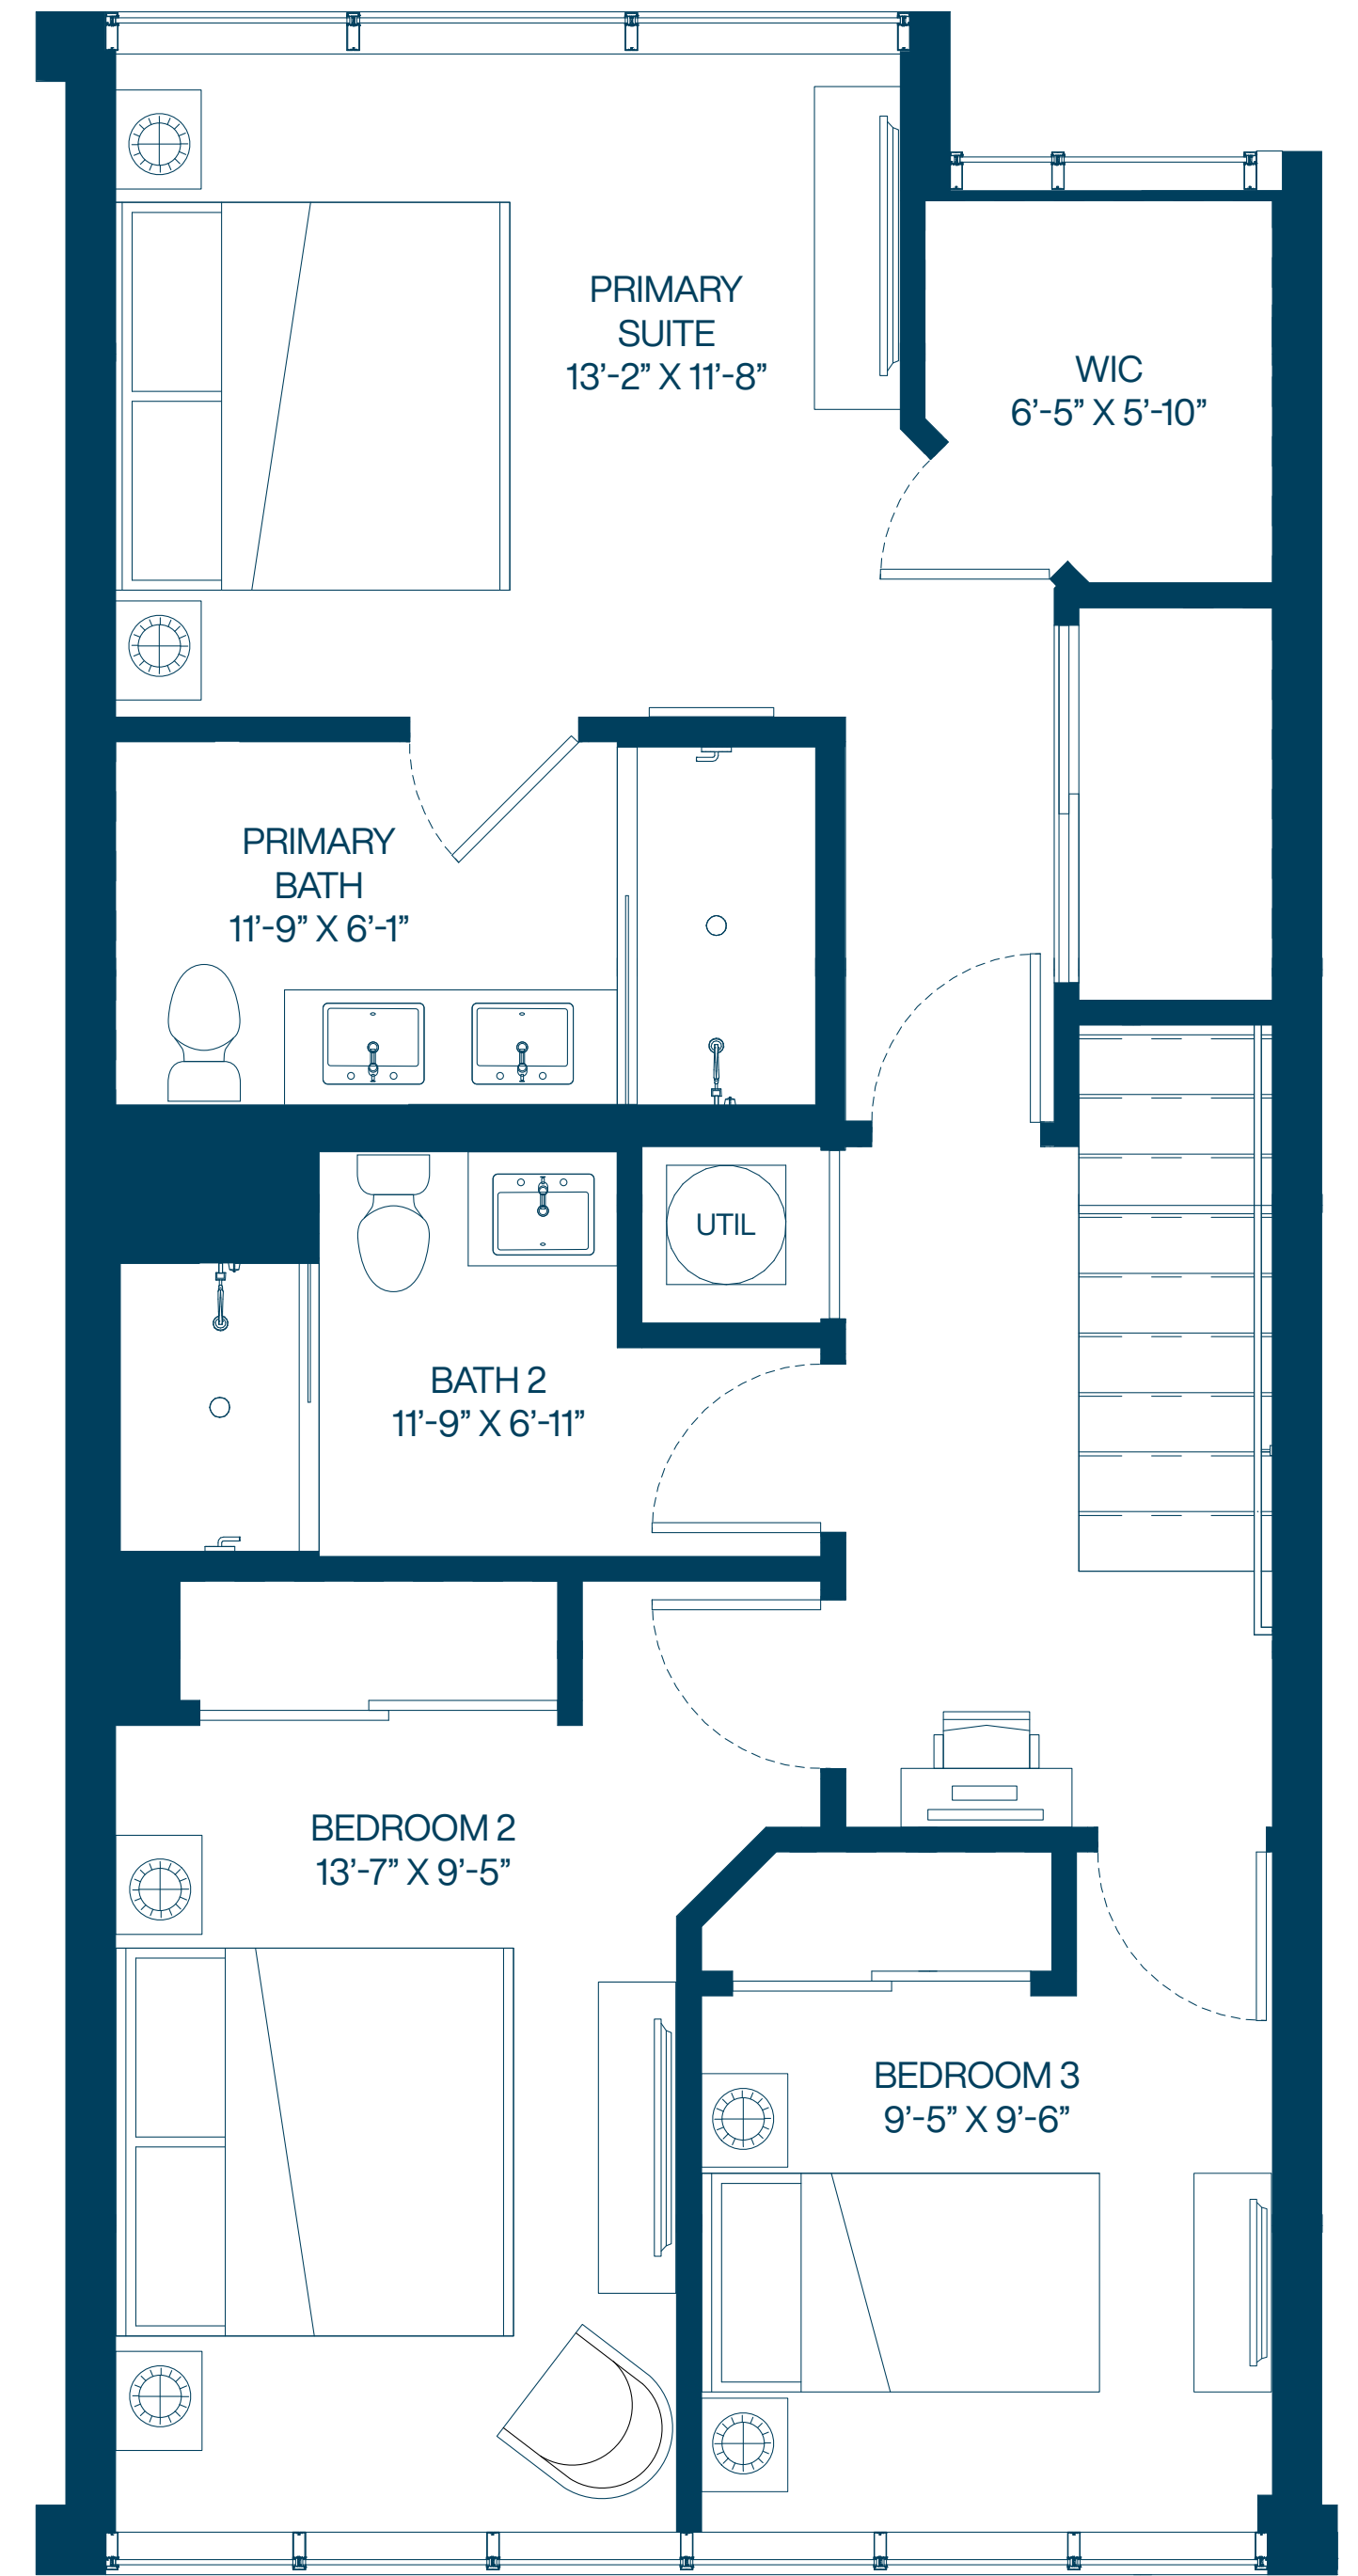 PRIMARY
SUITE
13’-2” X 11’-8”
WIC
6’-5” X 5’-10”
PRIMARY
BATH
11’-9” X 6’-1”
UTIL
BATH 2
11’-9” X 6’-11”
BEDROOM 2
13’-7” X 9’-5”
BEDROOM 3
9’-5” X 9’-6”